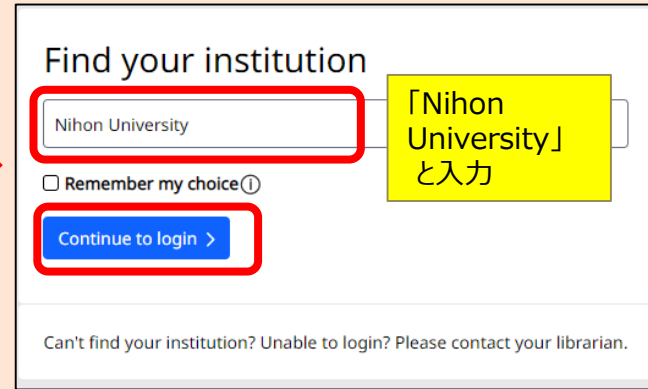 Find your institution
Nihon University
「Nihon
University」
と入力
Remember my choice
Continue to login >
Can't find your institution? Unable to login? Please contact your librarian.